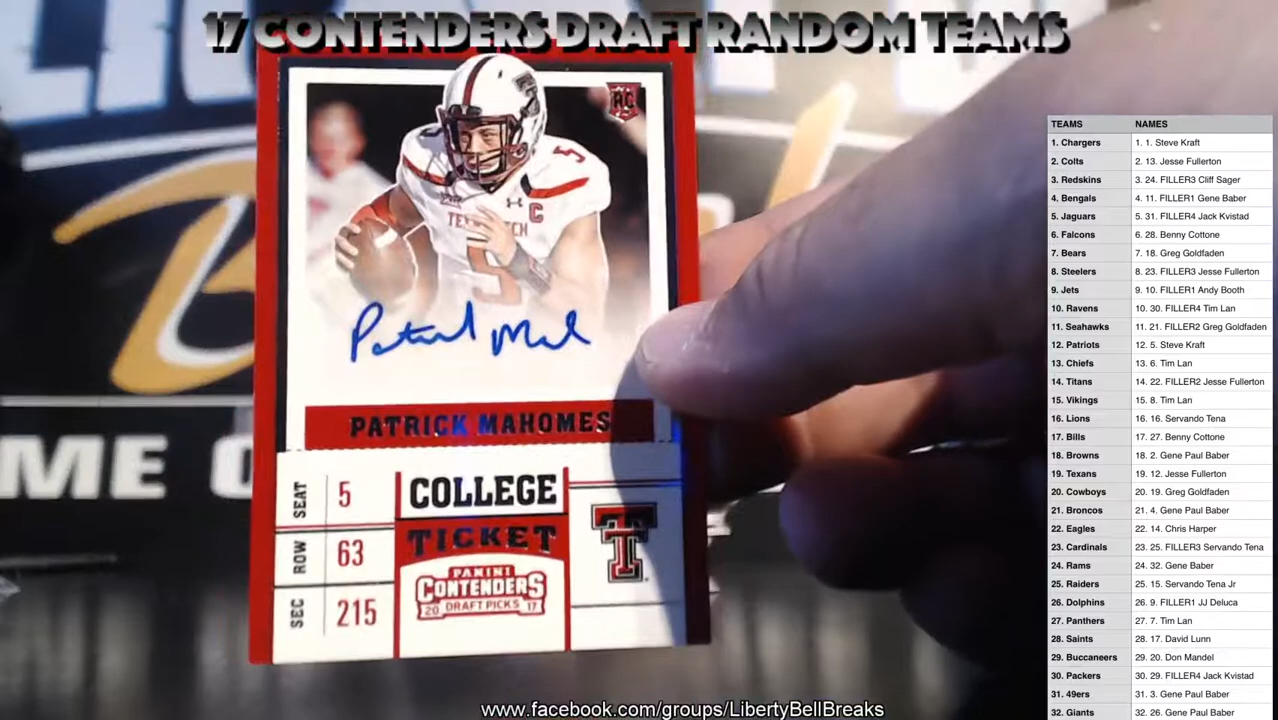 17 CONTENDERS DRAFT RANDOM TEAMS
RC
5
C
TEXAS TECH
5
Patrick Mah
PATRICK MAHOMES
SEAT 5
ROW 63
SEC 215
COLLEGE
TICKET
PANINI
CONTENDERS
20 DRAFT PICKS 17
T
ME O
TEAMS NAMES
1. Chargers 1. 1. Steve Kraft
2. Colts 2. 13. Jesse Fullerton
3. Redskins 3. 24. FILLER3 Cliff Sager
4. Bengals 4. 11. FILLER1 Gene Baber
5. Jaguars 5. 31. FILLER4 Jack Kvistad
6. Falcons 6. 28. Benny Cottone
7. Bears 7. 18. Greg Goldfaden
8. Steelers 8. 23. FILLER3 Jesse Fullerton
9. Jets 9. 10. FILLER1 Andy Booth
10. Ravens 10. 30. FILLER4 Tim Lan
11. Seahawks 11. 21. FILLER2 Greg Goldfaden
12. Patriots 12. 5. Steve Kraft
13. Chiefs 13. 6. Tim Lan
14. Titans 14. 22. FILLER2 Jesse Fullerton
15. Vikings 15. 8. Tim Lan
16. Lions 16. 16. Servando Tena
17. Bills 17. 27. Benny Cottone
18. Browns 18. 2. Gene Paul Baber
19. Texans 19. 12. Jesse Fullerton
20. Cowboys 20. 19. Greg Goldfaden
21. Broncos 21. 4. Gene Paul Baber
22. Eagles 22. 14. Chris Harper
23. Cardinals 23. 25. FILLER3 Servando Tena
24. Rams 24. 32. Gene Baber
25. Raiders 25. 15. Servando Tena Jr
26. Dolphins 26. 9. FILLER1 JJ Deluca
27. Panthers 27. 7. Tim Lan
28. Saints 28. 17. David Lunn
29. Buccaneers 29. 20. Don Mandel
30. Packers 30. 29. FILLER4 Jack Kvistad
31. 49ers 31. 3. Gene Paul Baber
32. Giants 32. 26. Gene Paul Baber
www.facebook.com/groups/LibertyBellBreaks